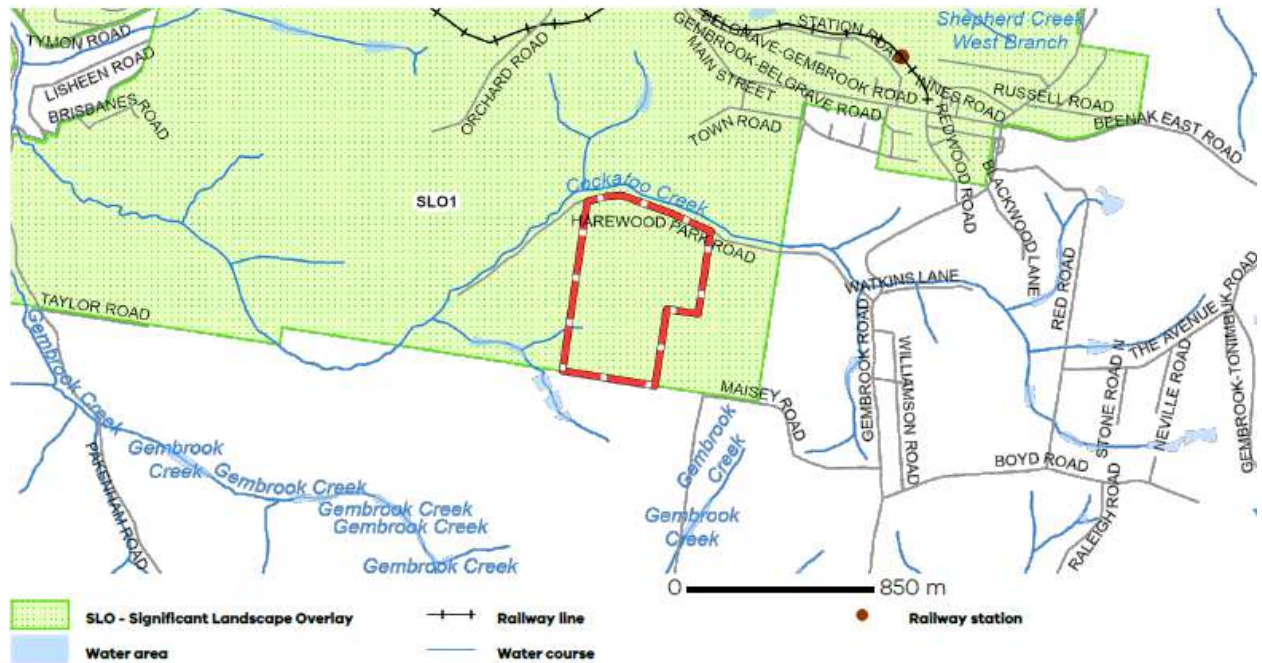 TYMON ROAD
LISHEEN ROAD
BRISBANES ROAD
ORCHARD ROAD
STATION ROAD
BELGRAVE-GEMBROOK ROAD
GEMBROOK-BELGRAVE ROAD
MAIN STREET
TOWN ROAD
Shepherd Creek
West Branch
INNES ROAD
RUSSELL ROAD
BEENAK EAST ROAD
REDWOOD ROAD
BLACKWOOD LANE
SLO1
Cockafoo Creek
HAREWOOD PARK ROAD
WATKINS LANE
RED ROAD
THE AVENUE ROAD
GEMBROOK-TONIMBUK ROAD
TAYLOR ROAD
Gembrook Creek
GEMBROOK ROAD
WILLIAMSON ROAD
STONE ROAD N
NEVILLE ROAD
MAISEY ROAD
BOYD ROAD
RALEIGH ROAD
PAKENHAM ROAD
Gembrook
Creek
Gembrook Creek
Gembrook Creek
Gembrook Creek
Gembrook Creek
Gembrook
Creek
Gembrook
Creek
0 850 m
SLO - Significant Landscape Overlay
Railway line
Railway station
Water area
Water course